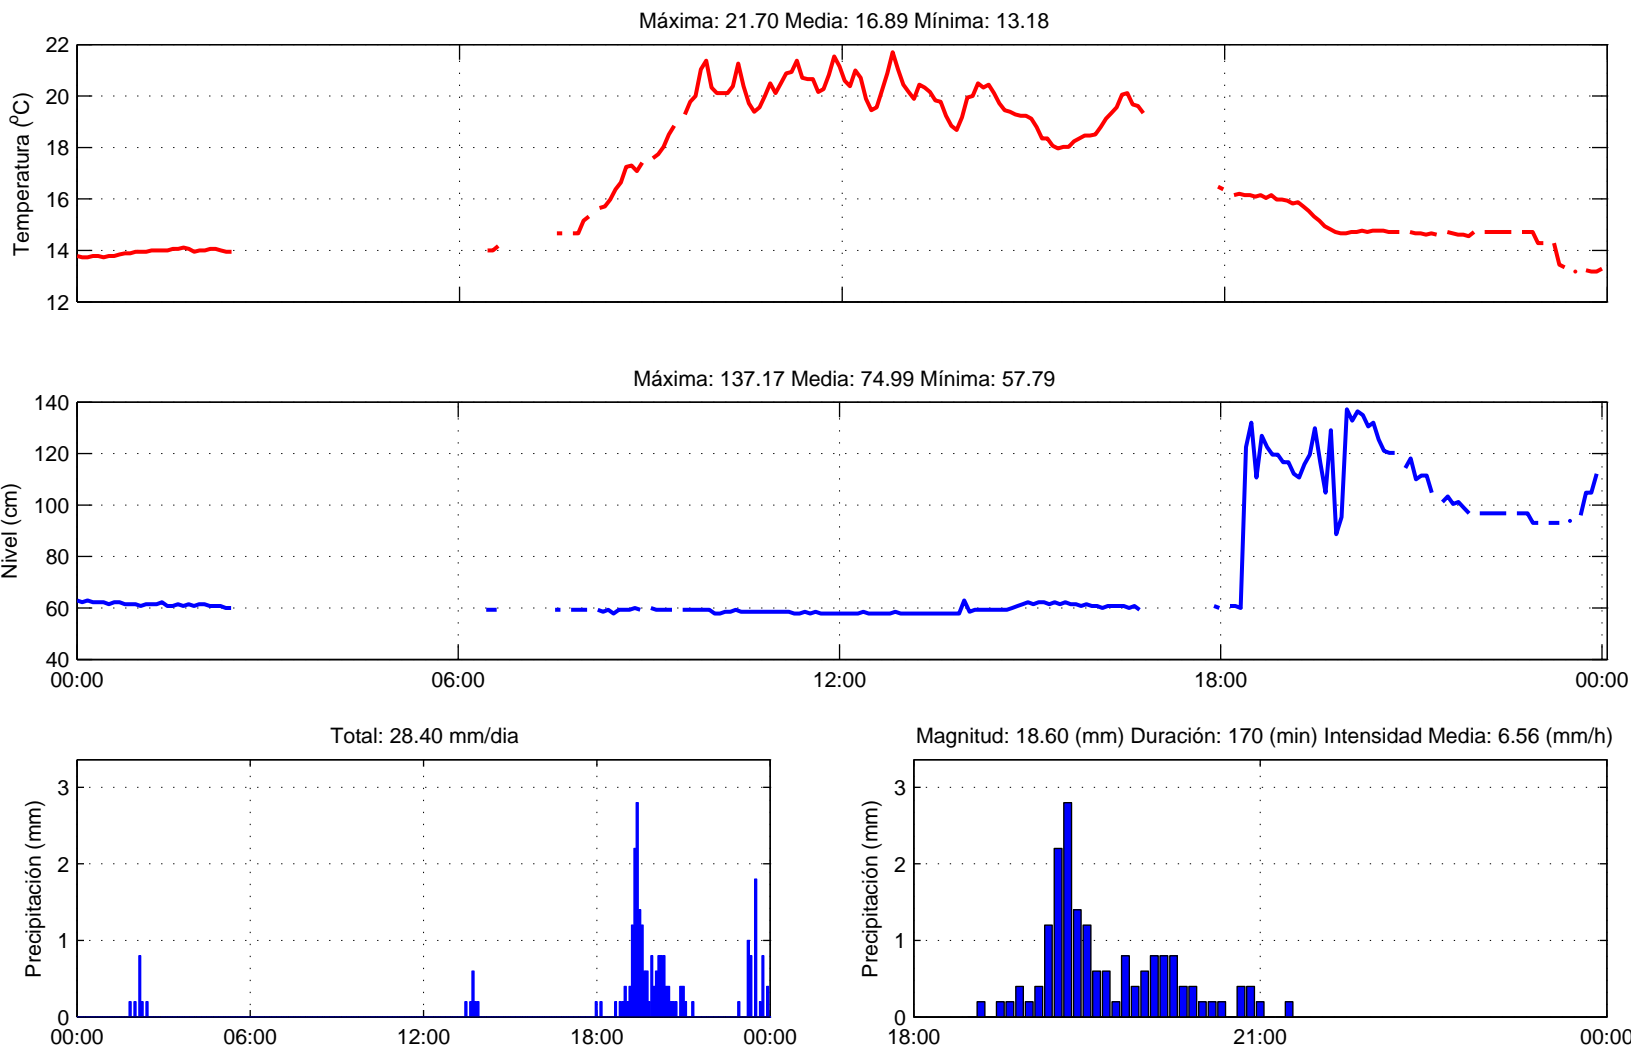 Máxima: 21.70 Media: 16.89 Mínima: 13.18
Temperatura (ºC)
22
20
18
16
14
12
Máxima: 137.17 Media: 74.99 Mínima: 57.79
Nivel (cm)
140
120
100
80
60
40
00:00 06:00 12:00 18:00 00:00
Total: 28.40 mm/dia
Precipitación (mm)
3
2
1
0
00:00 06:00 12:00 18:00 00:00
Magnitud: 18.60 (mm) Duración: 170 (min) Intensidad Media: 6.56 (mm/h)
Precipitación (mm)
3
2
1
0
18:00 21:00 00:00